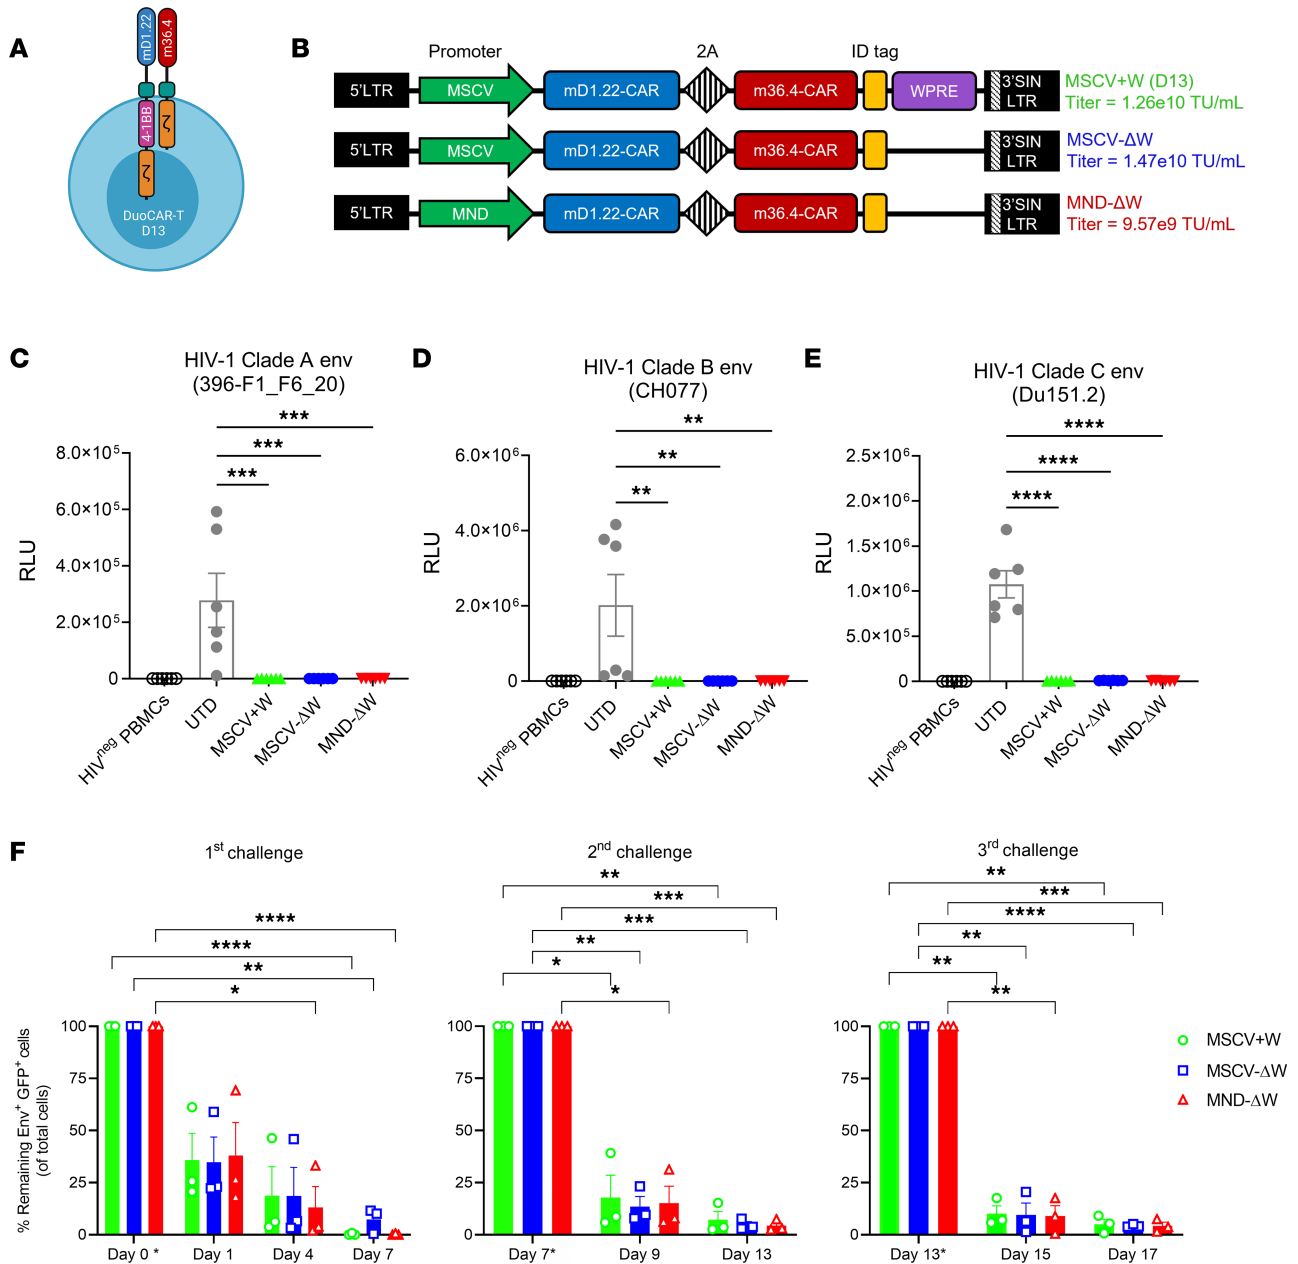 A
mD1.22
m36.4
4-1BB
ζ
ζ
DuoCAR-T
D13
B
Promoter
2A
ID tag
5'LTR
MSCV
mD1.22-CAR
m36.4-CAR
WPRE
3'SIN
LTR
MSCV+W (D13)
Titer = 1.26e10 TU/mL
5'LTR
MSCV
mD1.22-CAR
m36.4-CAR
3'SIN
LTR
MSCV-ΔW
Titer = 1.47e10 TU/mL
5'LTR
MND
mD1.22-CAR
m36.4-CAR
3'SIN
LTR
MND-ΔW
Titer = 9.57e9 TU/mL
C
HIV-1 Clade A env
(396-F1_F6_20)
***
***
***
RLU
8.0×10⁵
6.0×10⁵
4.0×10⁵
2.0×10⁵
0
HIVⁿᵉᵍ PBMCs
UTD
MSCV+W
MSCV-ΔW
MND-ΔW
D
HIV-1 Clade B env
(CH077)
**
**
**
RLU
6.0×10⁶
4.0×10⁶
2.0×10⁶
0
HIVⁿᵉᵍ PBMCs
UTD
MSCV+W
MSCV-ΔW
MND-ΔW
E
HIV-1 Clade C env
(Du151.2)
****
****
****
RLU
2.5×10⁶
2.0×10⁶
1.5×10⁶
1.0×10⁶
5.0×10⁵
0
HIVⁿᵉᵍ PBMCs
UTD
MSCV+W
MSCV-ΔW
MND-ΔW
F
1ˢᵗ challenge
****
****
**
*
% Remaining Env⁺ GFP⁺ cells
(of total cells)
100
75
50
25
0
Day 0 *
Day 1
Day 4
Day 7
2ⁿᵈ challenge
**
***
***
**
*
*
100
75
50
25
0
Day 7*
Day 9
Day 13
3ʳᵈ challenge
**
***
****
**
**
**
100
75
50
25
0
Day 13*
Day 15
Day 17
MSCV+W
MSCV-ΔW
MND-ΔW